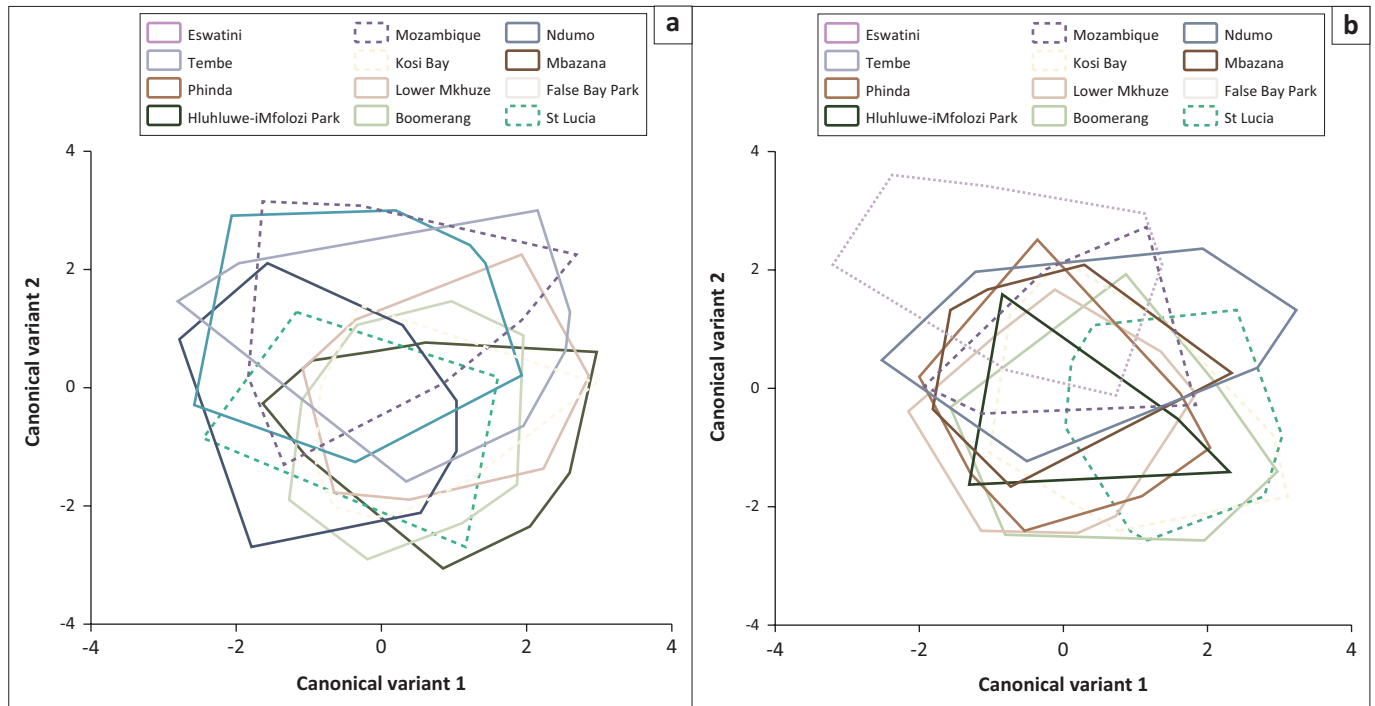 a
Eswatini Mozambique Ndumo
Tembe Kosi Bay Mbazana
Phinda Lower Mkhuze False Bay Park
Hluhluwe-iMfolozi Park Boomerang St Lucia
4
2
0
-2
-4
-4 -2 0 2 4
Canonical variant 2
Canonical variant 1
b
Eswatini Mozambique Ndumo
Tembe Kosi Bay Mbazana
Phinda Lower Mkhuze False Bay Park
Hluhluwe-iMfolozi Park Boomerang St Lucia
4
2
0
-2
-4
-4 -2 0 2 4
Canonical variant 2
Canonical variant 1